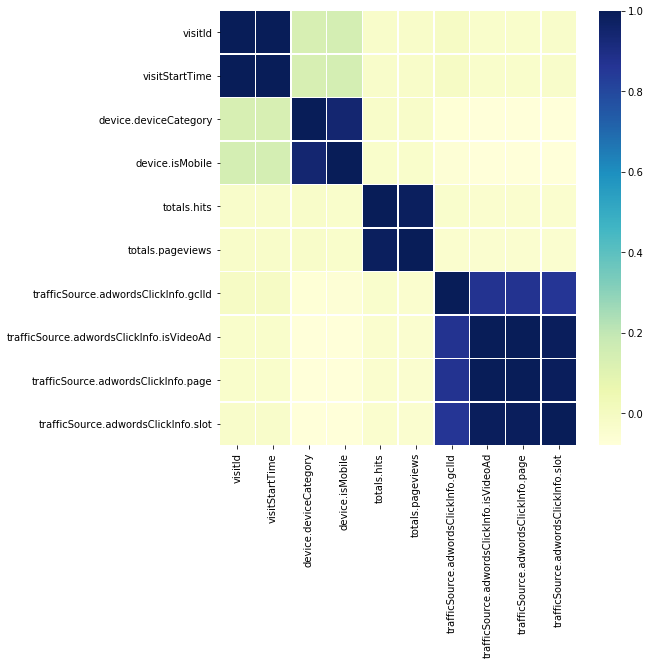 visitId
visitStartTime
device.deviceCategory
device.isMobile
totals.hits
totals.pageviews
trafficSource.adwordsClickInfo.gclId
trafficSource.adwordsClickInfo.isVideoAd
trafficSource.adwordsClickInfo.page
trafficSource.adwordsClickInfo.slot
visitId
visitStartTime
device.deviceCategory
device.isMobile
totals.hits
totals.pageviews
trafficSource.adwordsClickInfo.gclId
trafficSource.adwordsClickInfo.isVideoAd
trafficSource.adwordsClickInfo.page
trafficSource.adwordsClickInfo.slot
1.0
0.8
0.6
0.4
0.2
0.0